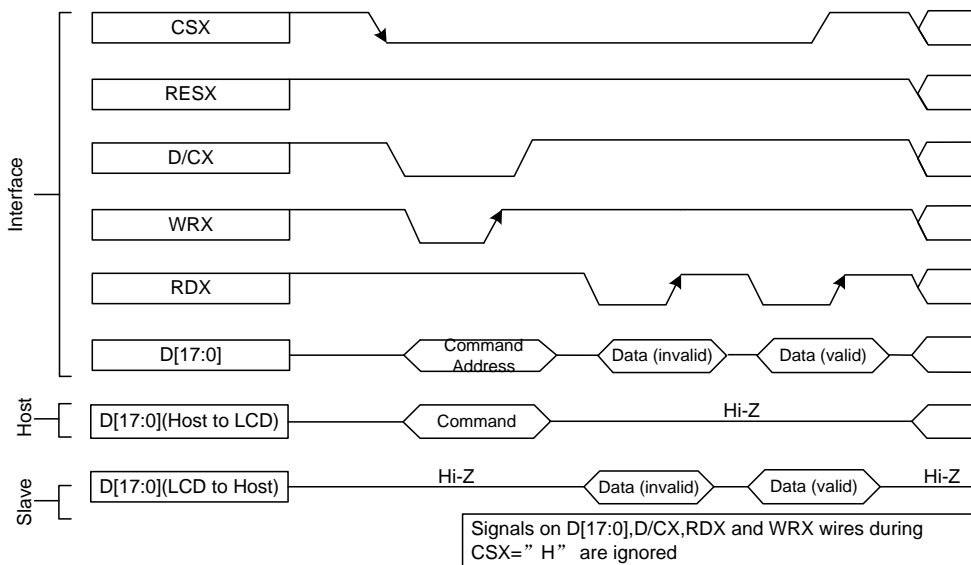 CSX
RESX
D/CX
WRX
RDX
D[17:0]
Command
Address
Data (invalid)
Data (valid)
Interface
Host
D[17:0](Host to LCD)
Command
Hi-Z
Slave
D[17:0](LCD to Host)
Hi-Z
Data (invalid)
Data (valid)
Hi-Z
Signals on D[17:0],D/CX,RDX and WRX wires during
CSX=” H” are ignored